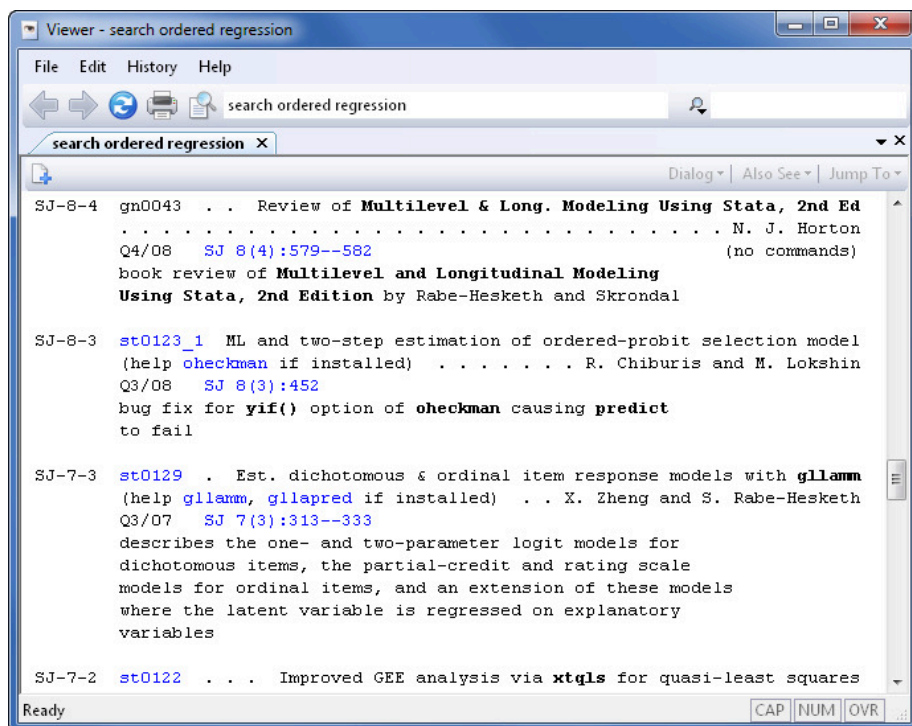 Viewer - search ordered regression
File Edit History Help
search ordered regression
search ordered regression X
Dialog Also See Jump To
SJ-8-4 gn0043 . . Review of Multilevel & Long. Modeling Using Stata, 2nd Ed
. . . . . . . . . . . . . . . . . . . . . . . . . . . . . . . . . . N. J. Horton
Q4/08 SJ 8(4):579--582 (no commands)
book review of Multilevel and Longitudinal Modeling
Using Stata, 2nd Edition by Rabe-Hesketh and Skrondal
SJ-8-3 st0123_1 ML and two-step estimation of ordered-probit selection model
(help oheckman if installed) . . . . . . . R. Chiburis and M. Lokshin
Q3/08 SJ 8(3):452
bug fix for yif() option of oheckman causing predict
to fail
SJ-7-3 st0129 . Est. dichotomous & ordinal item response models with gllamm
(help gllamm, gllapred if installed) . . X. Zheng and S. Rabe-Hesketh
Q3/07 SJ 7(3):313--333
describes the one- and two-parameter logit models for
dichotomous items, the partial-credit and rating scale
models for ordinal items, and an extension of these models
where the latent variable is regressed on explanatory
variables
SJ-7-2 st0122 . . . Improved GEE analysis via xtqls for quasi-least squares
Ready CAP NUM OVR